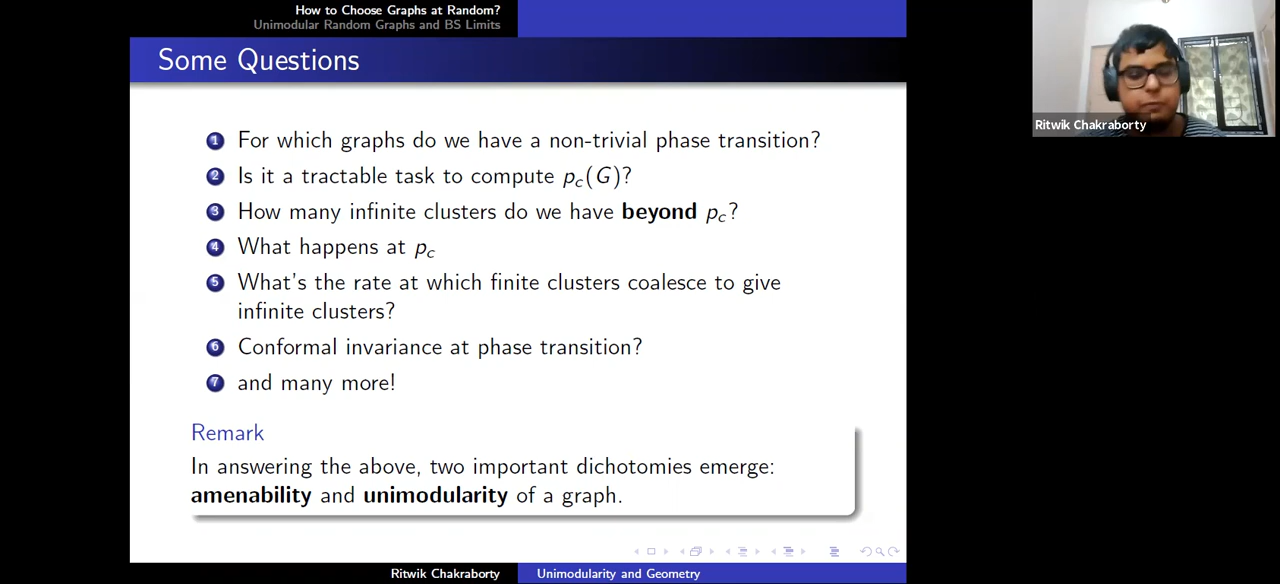 How to Choose Graphs at Random?
Unimodular Random Graphs and BS Limits
Some Questions
1 For which graphs do we have a non-trivial phase transition?
2 Is it a tractable task to compute p_c(G)?
3 How many infinite clusters do we have beyond p_c?
4 What happens at p_c
5 What's the rate at which finite clusters coalesce to give
infinite clusters?
6 Conformal invariance at phase transition?
7 and many more!
Remark
In answering the above, two important dichotomies emerge:
amenability and unimodularity of a graph.
Ritwik Chakraborty
Unimodularity and Geometry
Ritwik Chakraborty